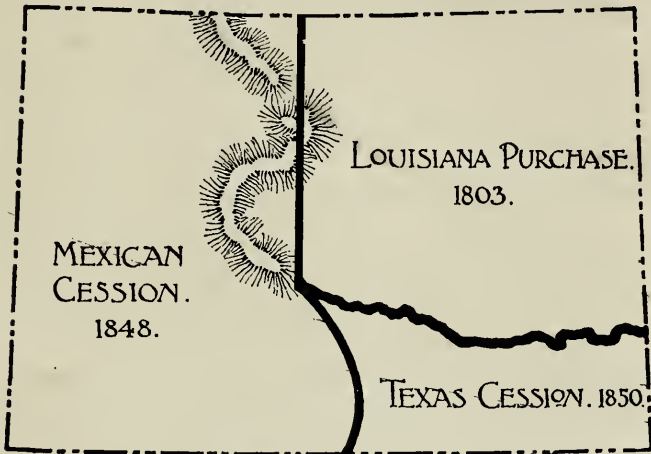 LOUISIANA PURCHASE.
1803.
MEXICAN
CESSION.
1848.
TEXAS CESSION. 1850.